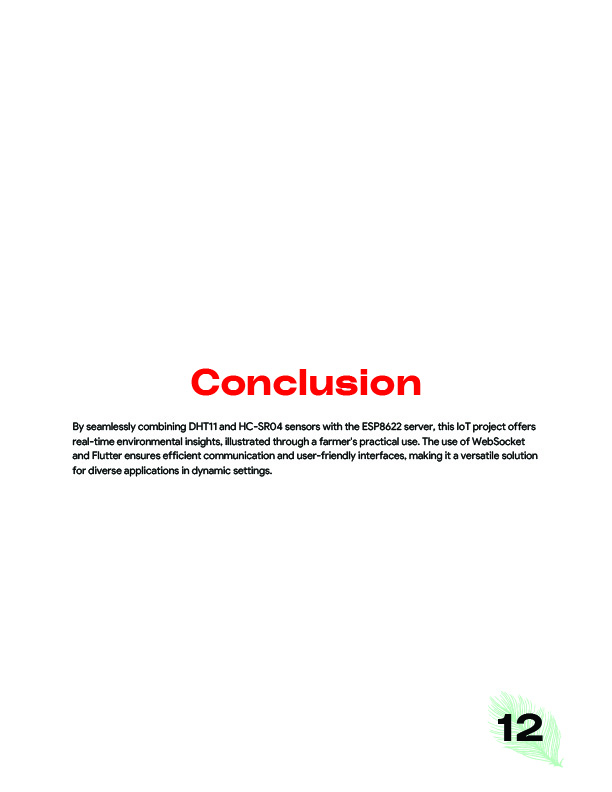 Conclusion
By seamlessly combining DHT11 and HC-SR04 sensors with the ESP8622 server, this IoT project offers
real-time environmental insights, illustrated through a farmer's practical use. The use of WebSocket
and Flutter ensures efficient communication and user-friendly interfaces, making it a versatile solution
for diverse applications in dynamic settings.
12